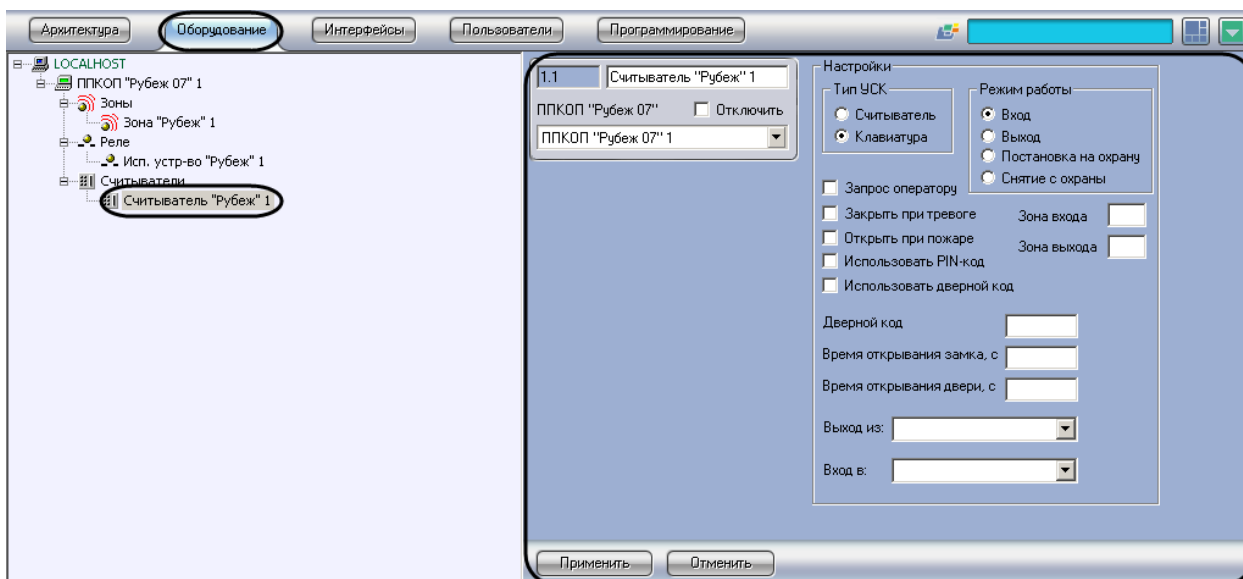 Архитектура Оборудование Интерфейсы Пользователи Программирование
LOCALHOST
ППКОП "Рубеж 07" 1
Зоны
Зона "Рубеж" 1
Реле
Исп. устр-во "Рубеж" 1
Считыватели
Считыватель "Рубеж" 1
1.1 Считыватель "Рубеж" 1
ППКОП "Рубеж 07" Отключить
ППКОП "Рубеж 07" 1
Настройки
Тип УСК
Считыватель
Клавиатура
Режим работы
Вход
Выход
Постановка на охрану
Снятие с охраны
Запрос оператору
Закрыть при тревоге
Открыть при пожаре
Использовать PIN-код
Использовать дверной код
Зона входа
Зона выхода
Дверной код
Время открывания замка, с
Время открывания двери, с
Выход из:
Вход в:
Применить Отменить